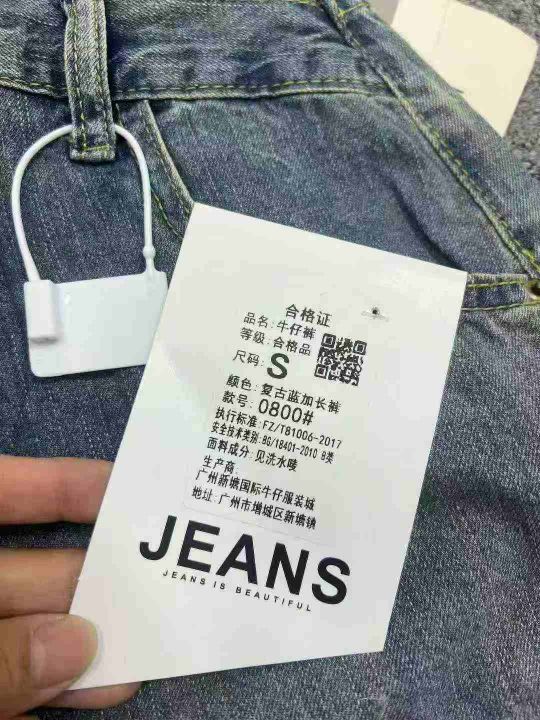 合格证
品名:牛仔裤
等级:合格品
尺码:S
颜色:复古蓝加长裤
款号:0800#
执行标准:FZ/T81006-2017
安全技术类别:BG/18401-2010 B类
面料成分:见洗水唛
生产商:
广州新塘国际牛仔服装城
地址:广州市增城区新塘镇
JEANS
JEANS IS BEAUTIFUL